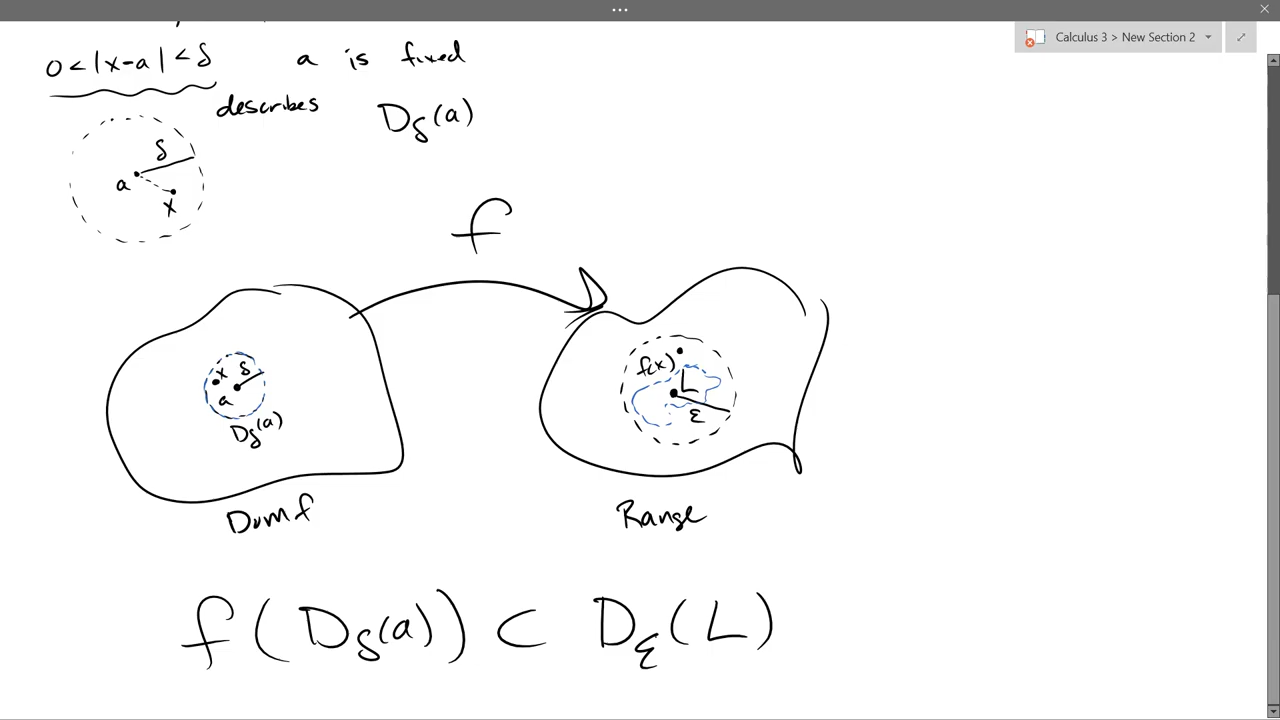 Calculus 3 > New Section 2
0 < |x-a| < δ a is fixed
describes D_δ(a)
δ
a
x
f
x δ
a
D_δ(a)
f(x)
L
ε
Dom f
Range
f(D_δ(a)) ⊂ D_ε(L)